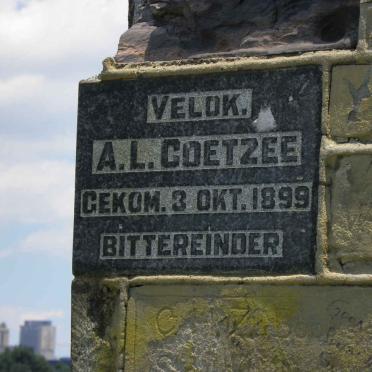 VELDK.
A.L. COETZEE
GEKOM. 3 OKT. 1899
BITTEREINDER